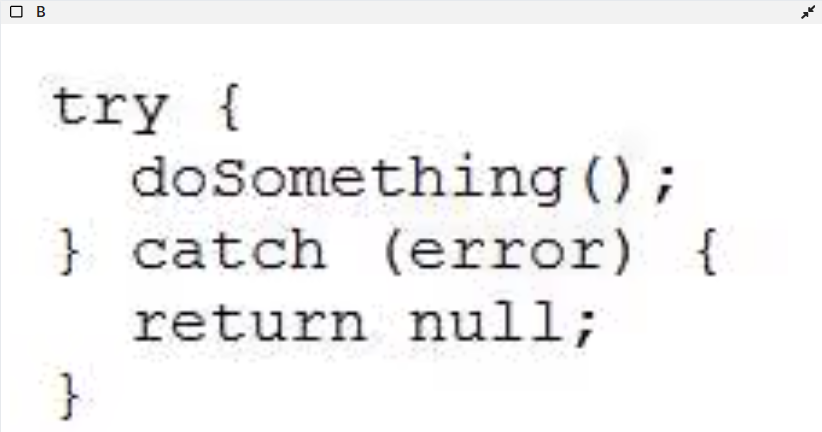 B
try {
doSomething();
} catch (error) {
return null;
}